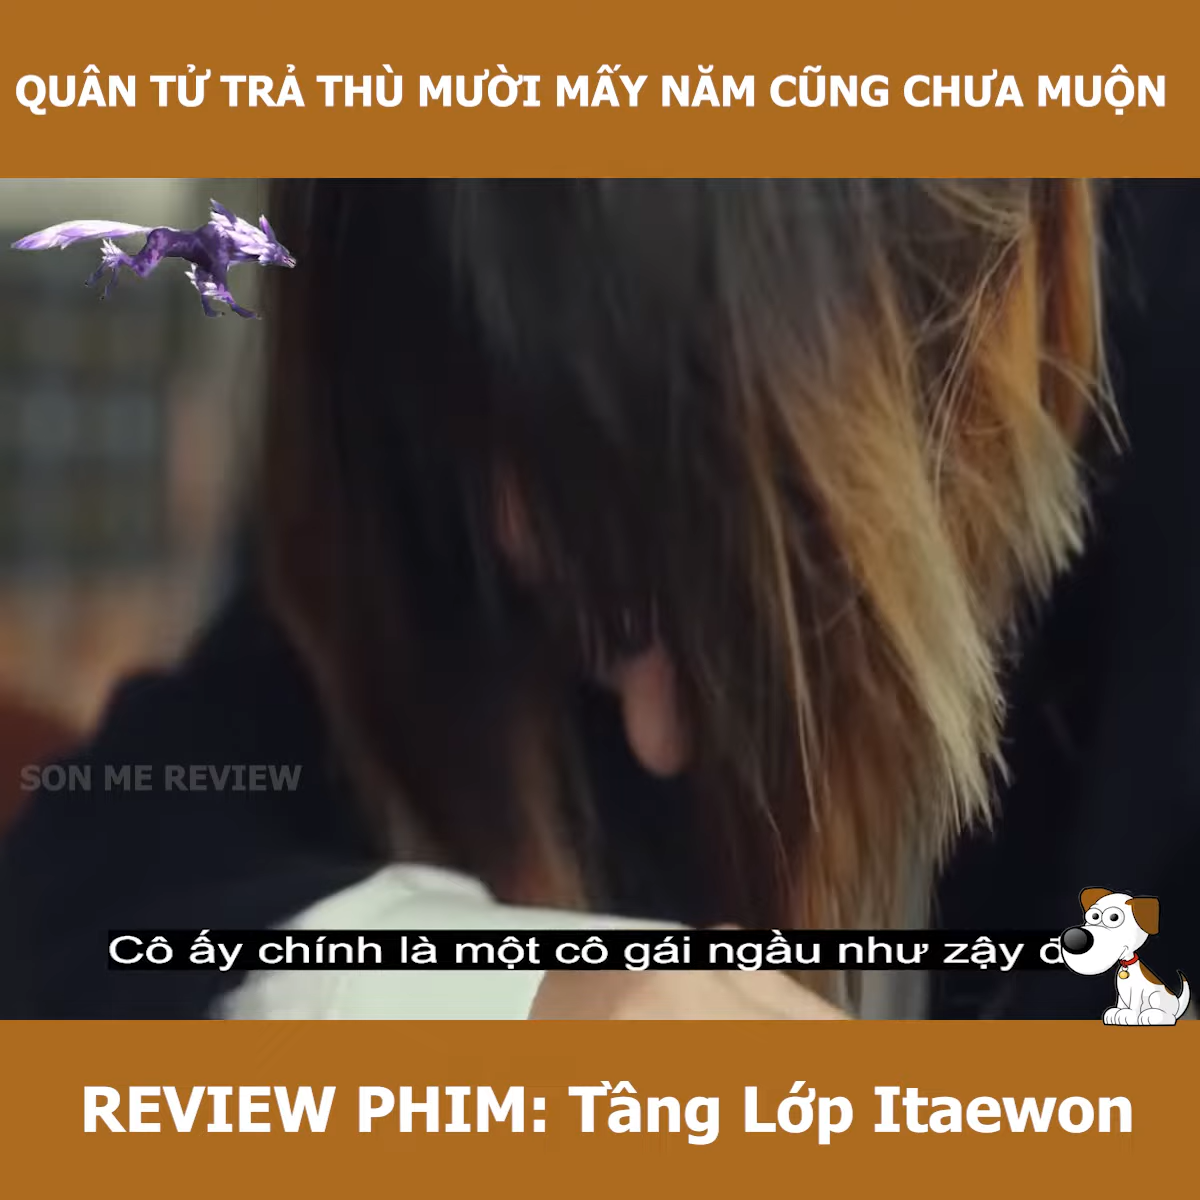 QUÂN TỬ TRẢ THÙ MƯỜI MẤY NĂM CŨNG CHƯA MUỘN
SON ME REVIEW
Cô ấy chính là một cô gái ngầu như zậy
REVIEW PHIM: Tầng Lớp Itaewon